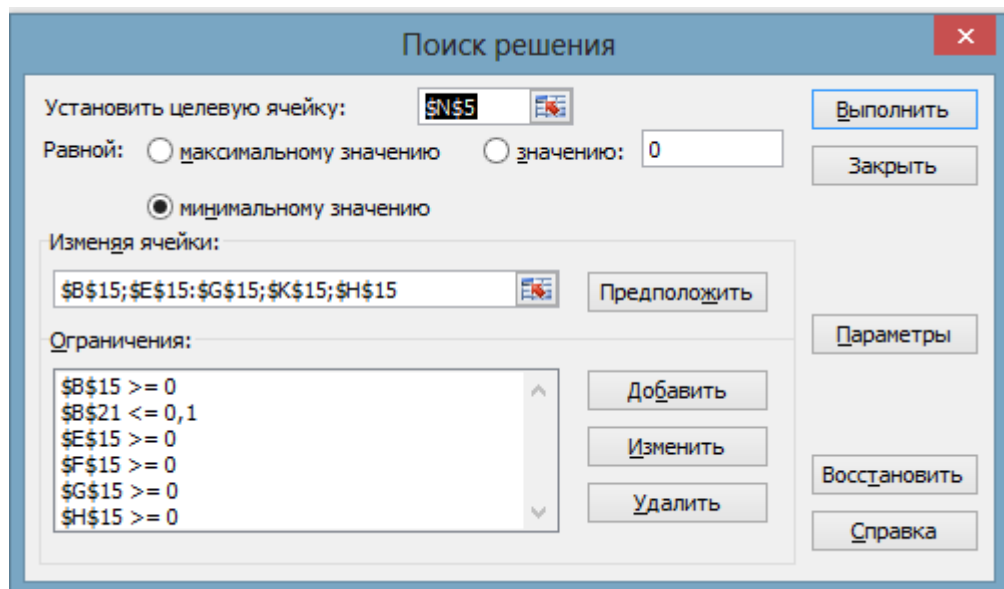 Поиск решения
Установить целевую ячейку: $N$5 Выполнить
Равной: максимальному значению значению: 0 Закрыть
минимальному значению
Изменяя ячейки:
$B$15;$E$15:$G$15;$K$15;$H$15 Предположить
Параметры
Ограничения:
$B$15 >= 0 Добавить
$B$21 <= 0,1
$E$15 >= 0 Изменить
$F$15 >= 0 Восстановить
$G$15 >= 0 Удалить
$H$15 >= 0 Справка